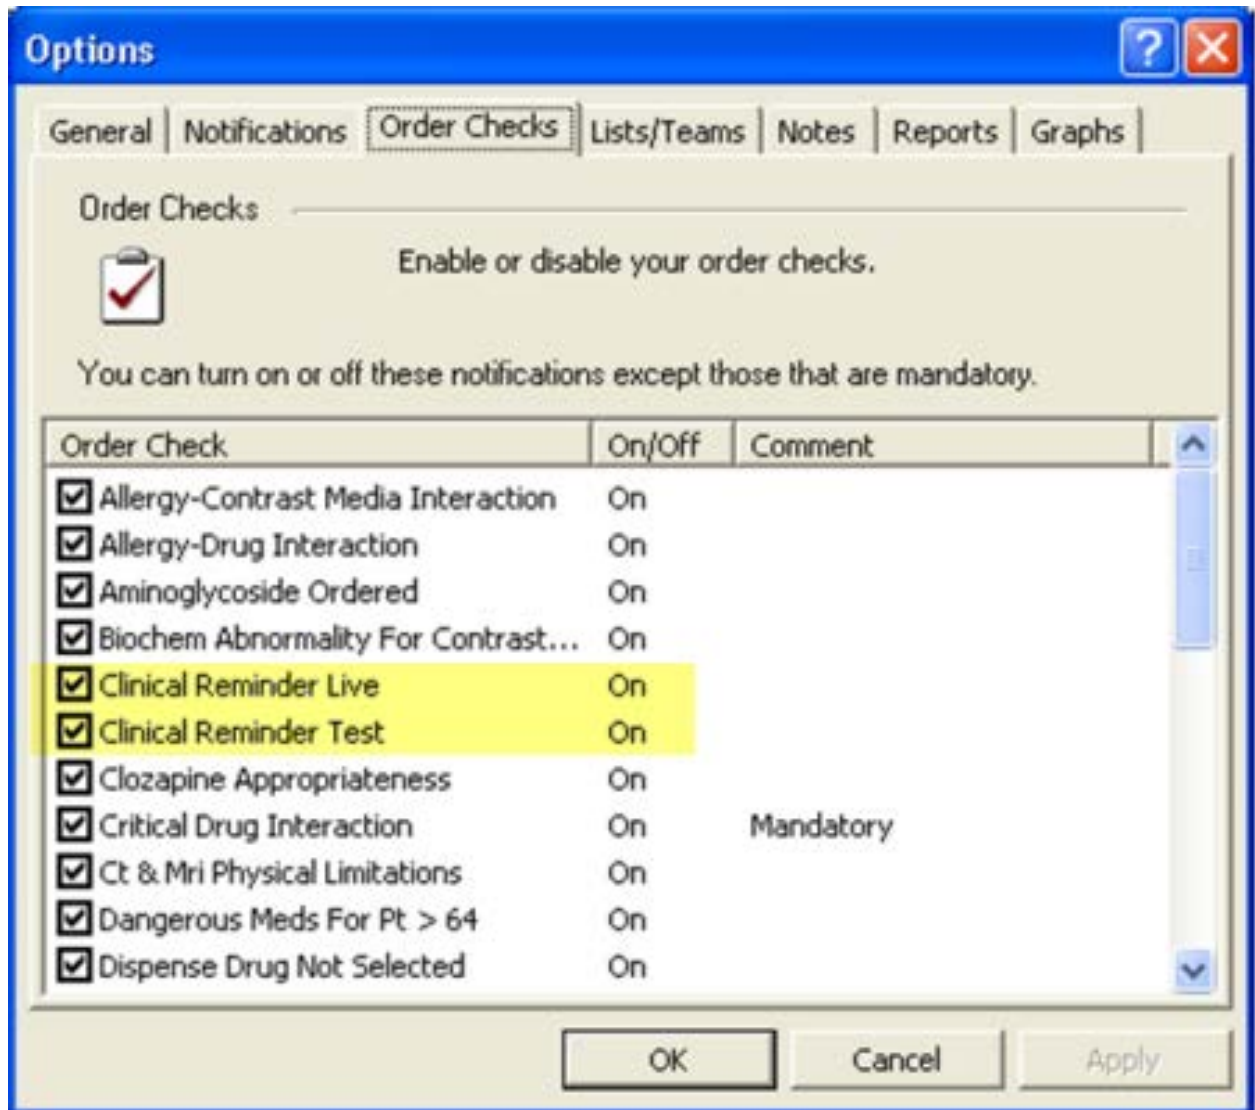 Options
General Notifications Order Checks Lists/Teams Notes Reports Graphs
Order Checks
Enable or disable your order checks.
You can turn on or off these notifications except those that are mandatory.
Order Check On/Off Comment
Allergy-Contrast Media Interaction On
Allergy-Drug Interaction On
Aminoglycoside Ordered On
Biochem Abnormality For Contrast... On
Clinical Reminder Live On
Clinical Reminder Test On
Clozapine Appropriateness On
Critical Drug Interaction On Mandatory
Ct & Mri Physical Limitations On
Dangerous Meds For Pt > 64 On
Dispense Drug Not Selected On
OK Cancel Apply